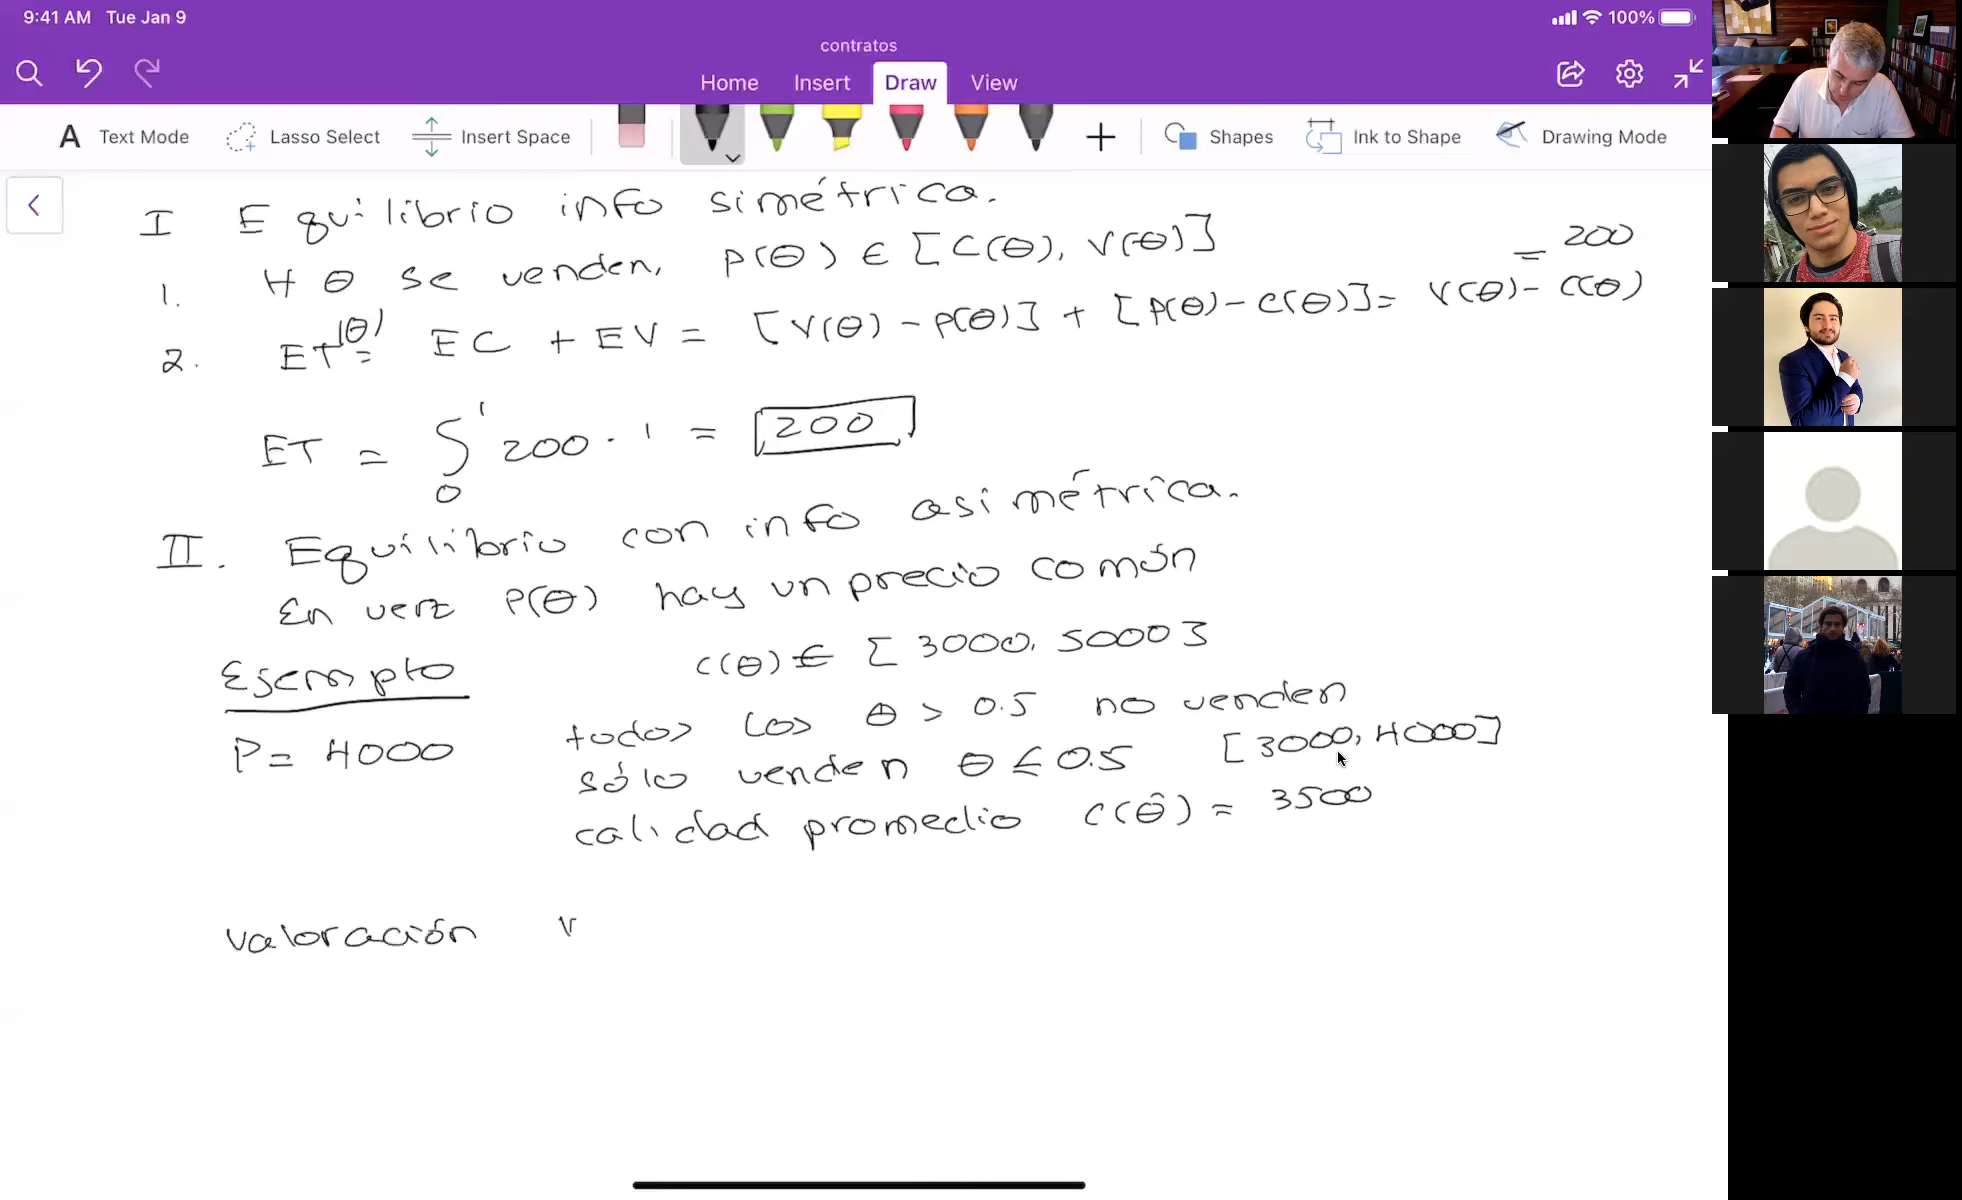 9:41 AM Tue Jan 9
100%
contratos
Home Insert Draw View
A Text Mode Lasso Select Insert Space + Shapes Ink to Shape Drawing Mode
I Equilibrio info simétrica.
1. ∀ θ se venden, P(θ) ∈ [C(θ), V(θ)]
2. ET(θ) = EC + EV = [V(θ) - P(θ)] + [P(θ) - C(θ)] = V(θ) - C(θ) = 200
ET = ∫₀¹ 200 · 1 = 200
II. Equilibrio con info asimétrica.
En verz P(θ) hay un precio común
C(θ) ∈ [3000, 5000]
Ejemplo
todos los θ > 0.5 no venden
P = 4000 sólo venden θ ≤ 0.5 [3000, 4000]
calidad promedio C(θ̂) = 3500
valoración V